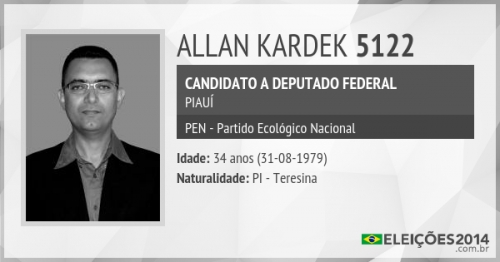 ALLAN KARDEK 5122
CANDIDATO A DEPUTADO FEDERAL
PIAUÍ
PEN - Partido Ecológico Nacional
Idade: 34 anos (31-08-1979)
Naturalidade: PI - Teresina
ELEIÇÕES2014
.com.br